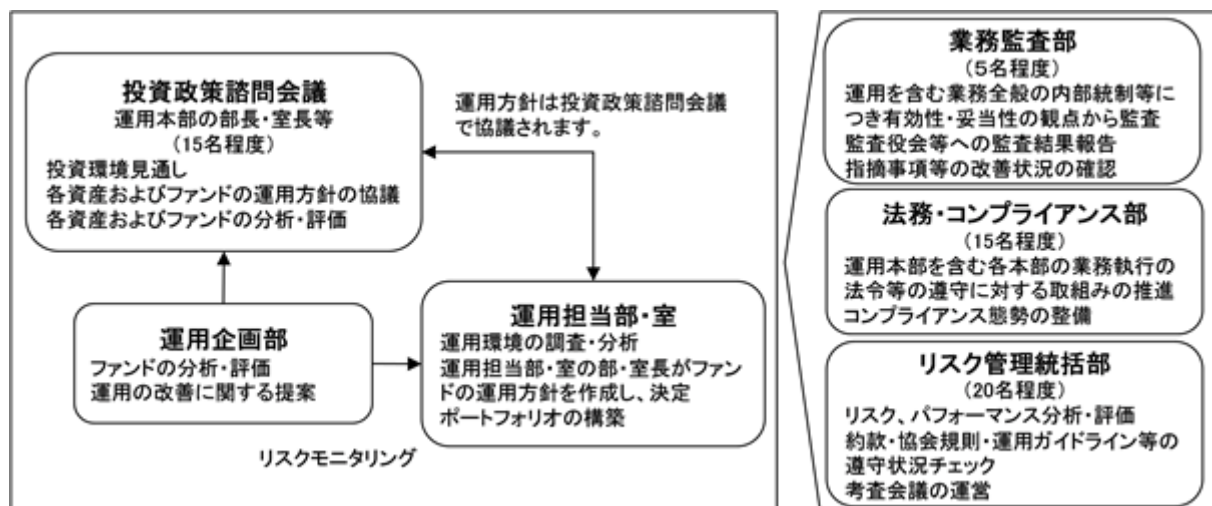 投資政策諮問会議
運用本部の部長・室長等
(15名程度)
投資環境見通し
各資産およびファンドの運用方針の協議
各資産およびファンドの分析・評価
運用方針は投資政策諮問会議
で協議されます。
運用企画部
ファンドの分析・評価
運用の改善に関する提案
運用担当部・室
運用環境の調査・分析
運用担当部・室の部・室長がファン
ドの運用方針を作成し、決定
ポートフォリオの構築
リスクモニタリング
業務監査部
(5名程度)
運用を含む業務全般の内部統制等に
つき有効性・妥当性の観点から監査
監査役会等への監査結果報告
指摘事項等の改善状況の確認
法務・コンプライアンス部
(15名程度)
運用本部を含む各本部の業務執行の
法令等の遵守に対する取組みの推進
コンプライアンス態勢の整備
リスク管理統括部
(20名程度)
リスク、パフォーマンス分析・評価
約款・協会規則・運用ガイドライン等の
遵守状況チェック
考査会議の運営